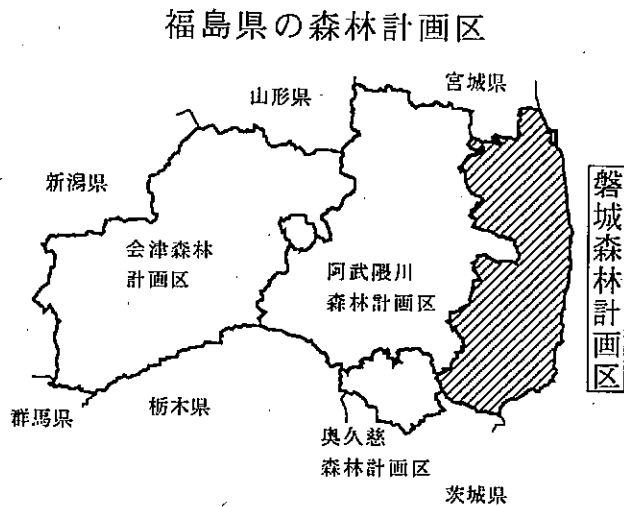 福島県の森林計画区
山形県
宮城県
新潟県
会津森林
計画区
阿武隈川
森林計画区
磐城森林計画区
群馬県
栃木県
奥久慈
森林計画区
茨城県